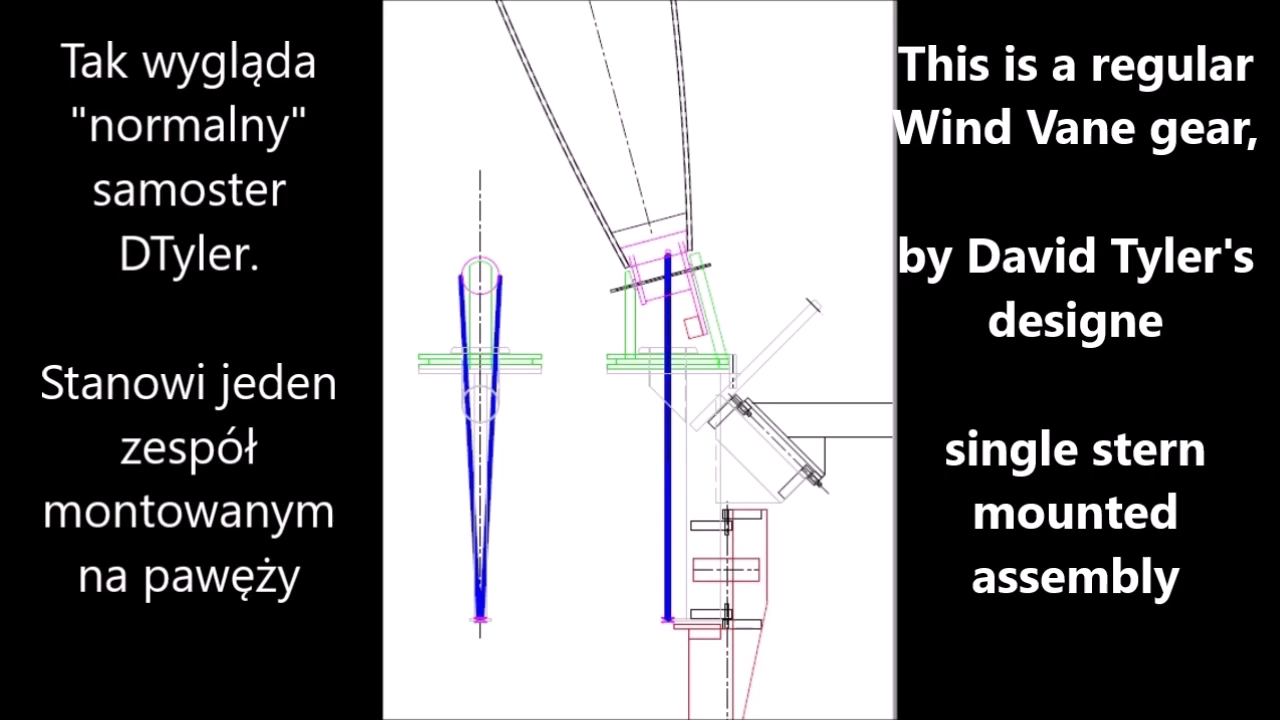 Tak wygląda
"normalny"
samoster
DTyler.
Stanowi jeden
zespół
montowanym
na pawęży
This is a regular
Wind Vane gear,
by David Tyler's
designe
single stern
mounted
assembly